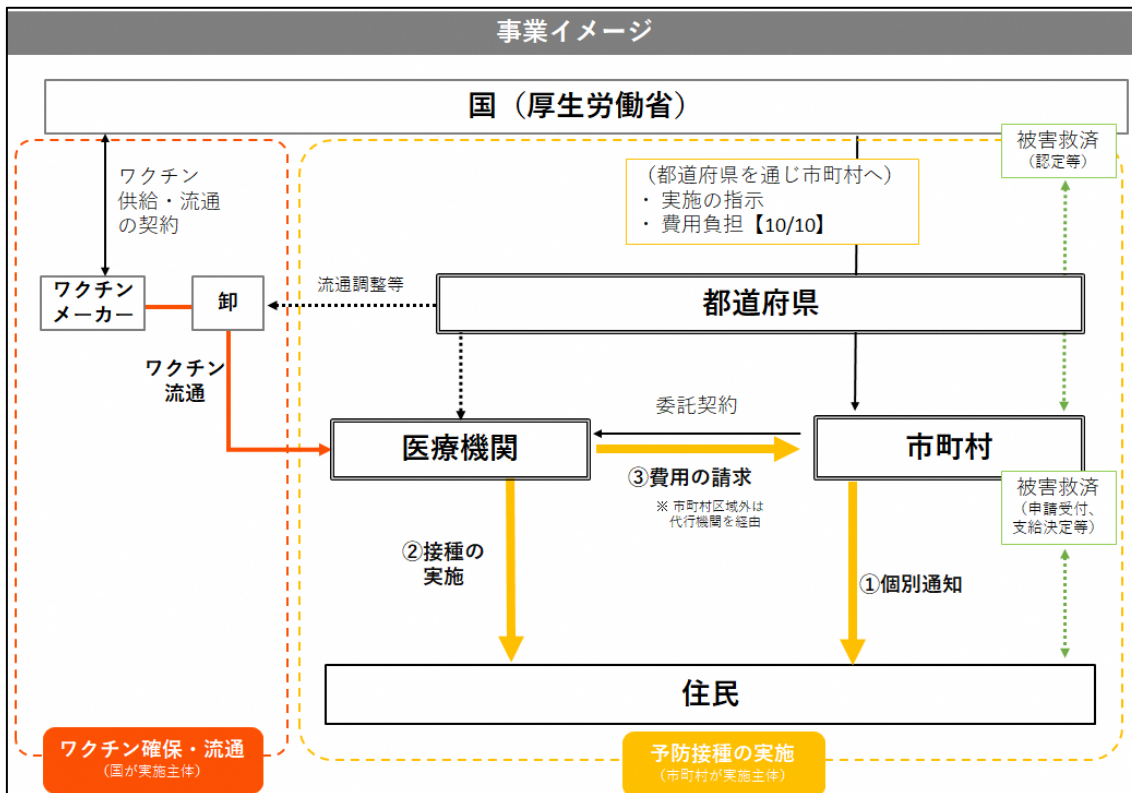 事業イメージ
国（厚生労働省）
ワクチン
供給・流通
の契約
（都道府県を通じ市町村へ）
・ 実施の指示
・ 費用負担【10/10】
被害救済
（認定等）
ワクチン
メーカー
卸
流通調整等
都道府県
ワクチン
流通
医療機関
委託契約
市町村
③費用の請求
※ 市町村区域外は
代行機関を経由
被害救済
（申請受付、
支給決定等）
②接種の
実施
①個別通知
住民
ワクチン確保・流通
（国が実施主体）
予防接種の実施
（市町村が実施主体）